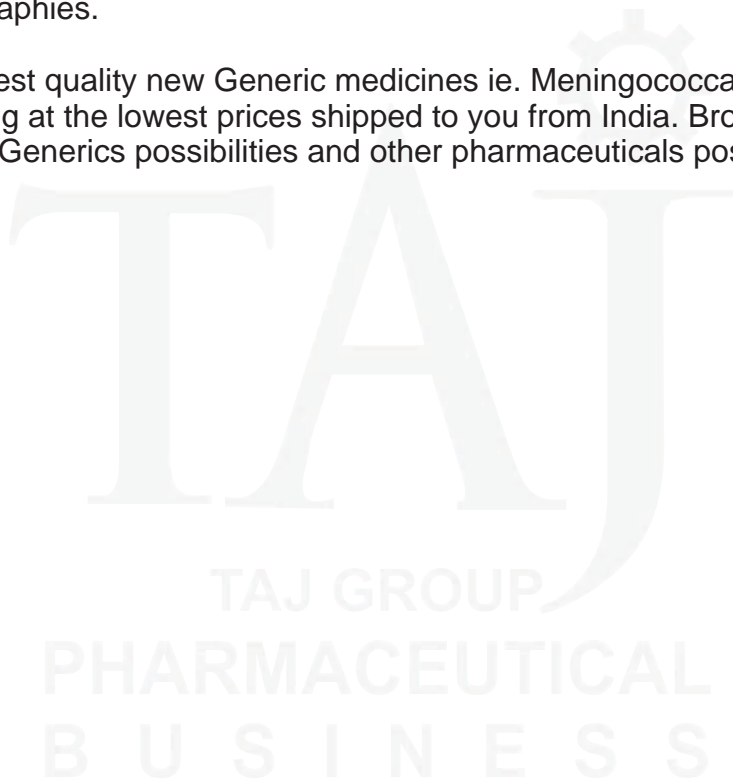 aphies.
est quality new Generic medicines ie. Meningococca
g at the lowest prices shipped to you from India. Bro
Generics possibilities and other pharmaceuticals pos
TAJ
TAJ GROUP
PHARMACEUTICAL
BUSINESS